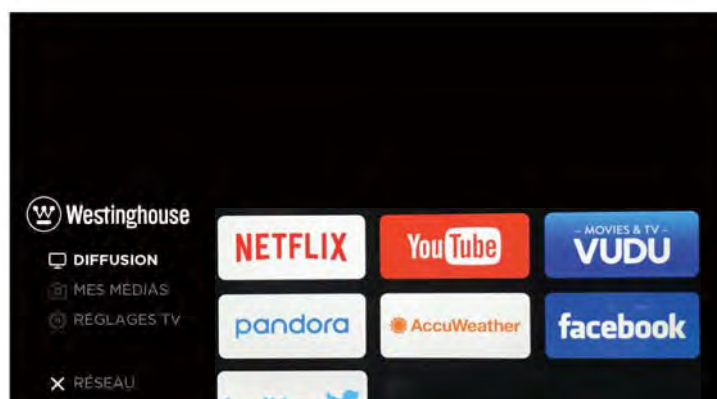 Westinghouse
DIFFUSION
MES MÉDIAS
RÉGLAGES TV
RÉSEAU
NETFLIX
YouTube
- MOVIES & TV -
VUDU
pandora
AccuWeather
facebook